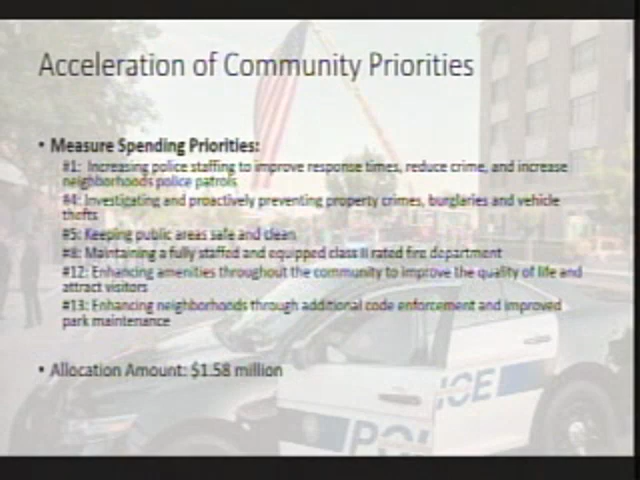 Acceleration of Community Priorities
• Measure Spending Priorities:
#1: Increasing police staffing to improve response times, reduce crime, and increase
neighborhoods police patrols
#4: Investigating and proactively preventing property crimes, burglaries and vehicle
thefts
#5: Keeping public areas safe and clean
#8: Maintaining a fully staffed and equipped class II rated fire department
#12: Enhancing amenities throughout the community to improve the quality of life and
attract visitors
#13: Enhancing neighborhoods through additional code enforcement and improved
park maintenance
• Allocation Amount: $1.58 million
ICE
POLI